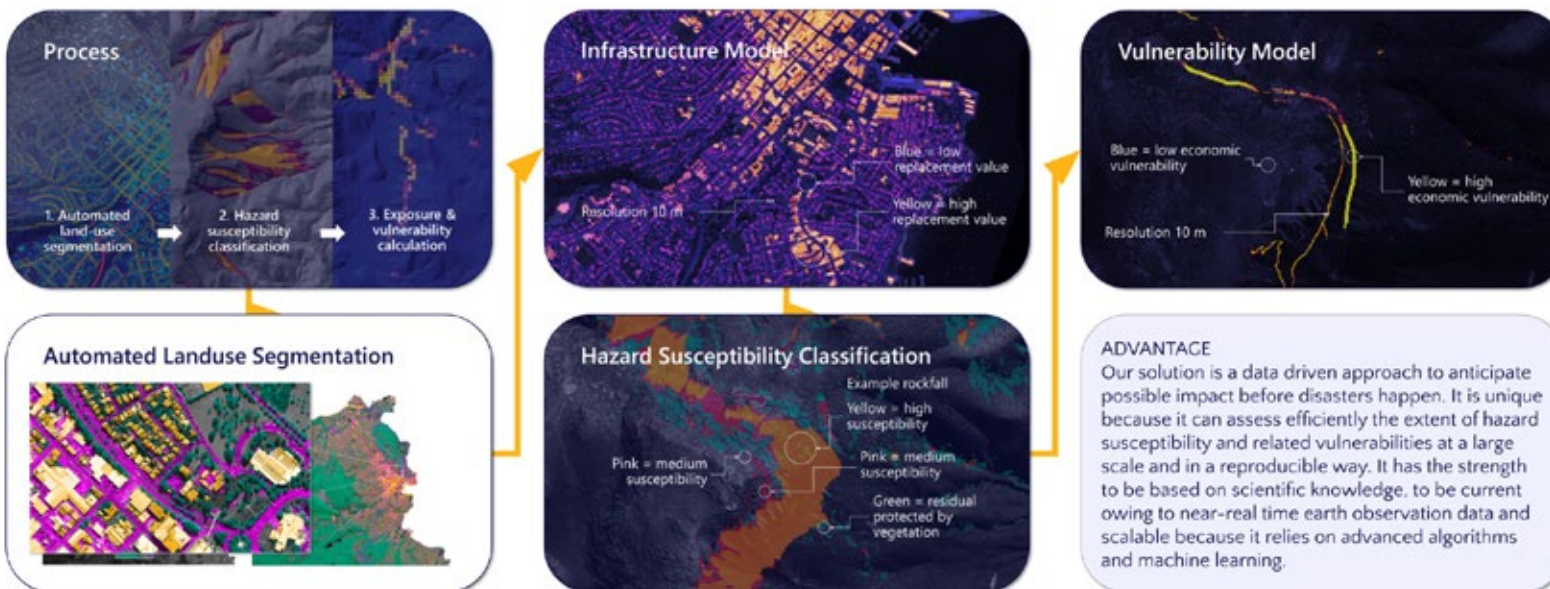 Process
1. Automated
land-use
segmentation
2. Hazard
susceptibility
classification
3. Exposure &
vulnerability
calculation
Automated Landuse Segmentation
Infrastructure Model
Blue = low
replacement value
Resolution 10 m
Yellow = high
replacement value
Hazard Susceptibility Classification
Example rockfall
Yellow = high
susceptibility
Pink = medium
susceptibility
Pink = medium
susceptibility
Green = residual
protected by
vegetation
Vulnerability Model
Blue = low economic
vulnerability
Yellow = high
economic vulnerability
Resolution 10 m
ADVANTAGE
Our solution is a data driven approach to anticipate
possible impact before disasters happen. It is unique
because it can assess efficiently the extent of hazard
susceptibility and related vulnerabilities at a large
scale and in a reproducible way. It has the strength
to be based on scientific knowledge, to be current
owing to near-real time earth observation data and
scalable because it relies on advanced algorithms
and machine learning.